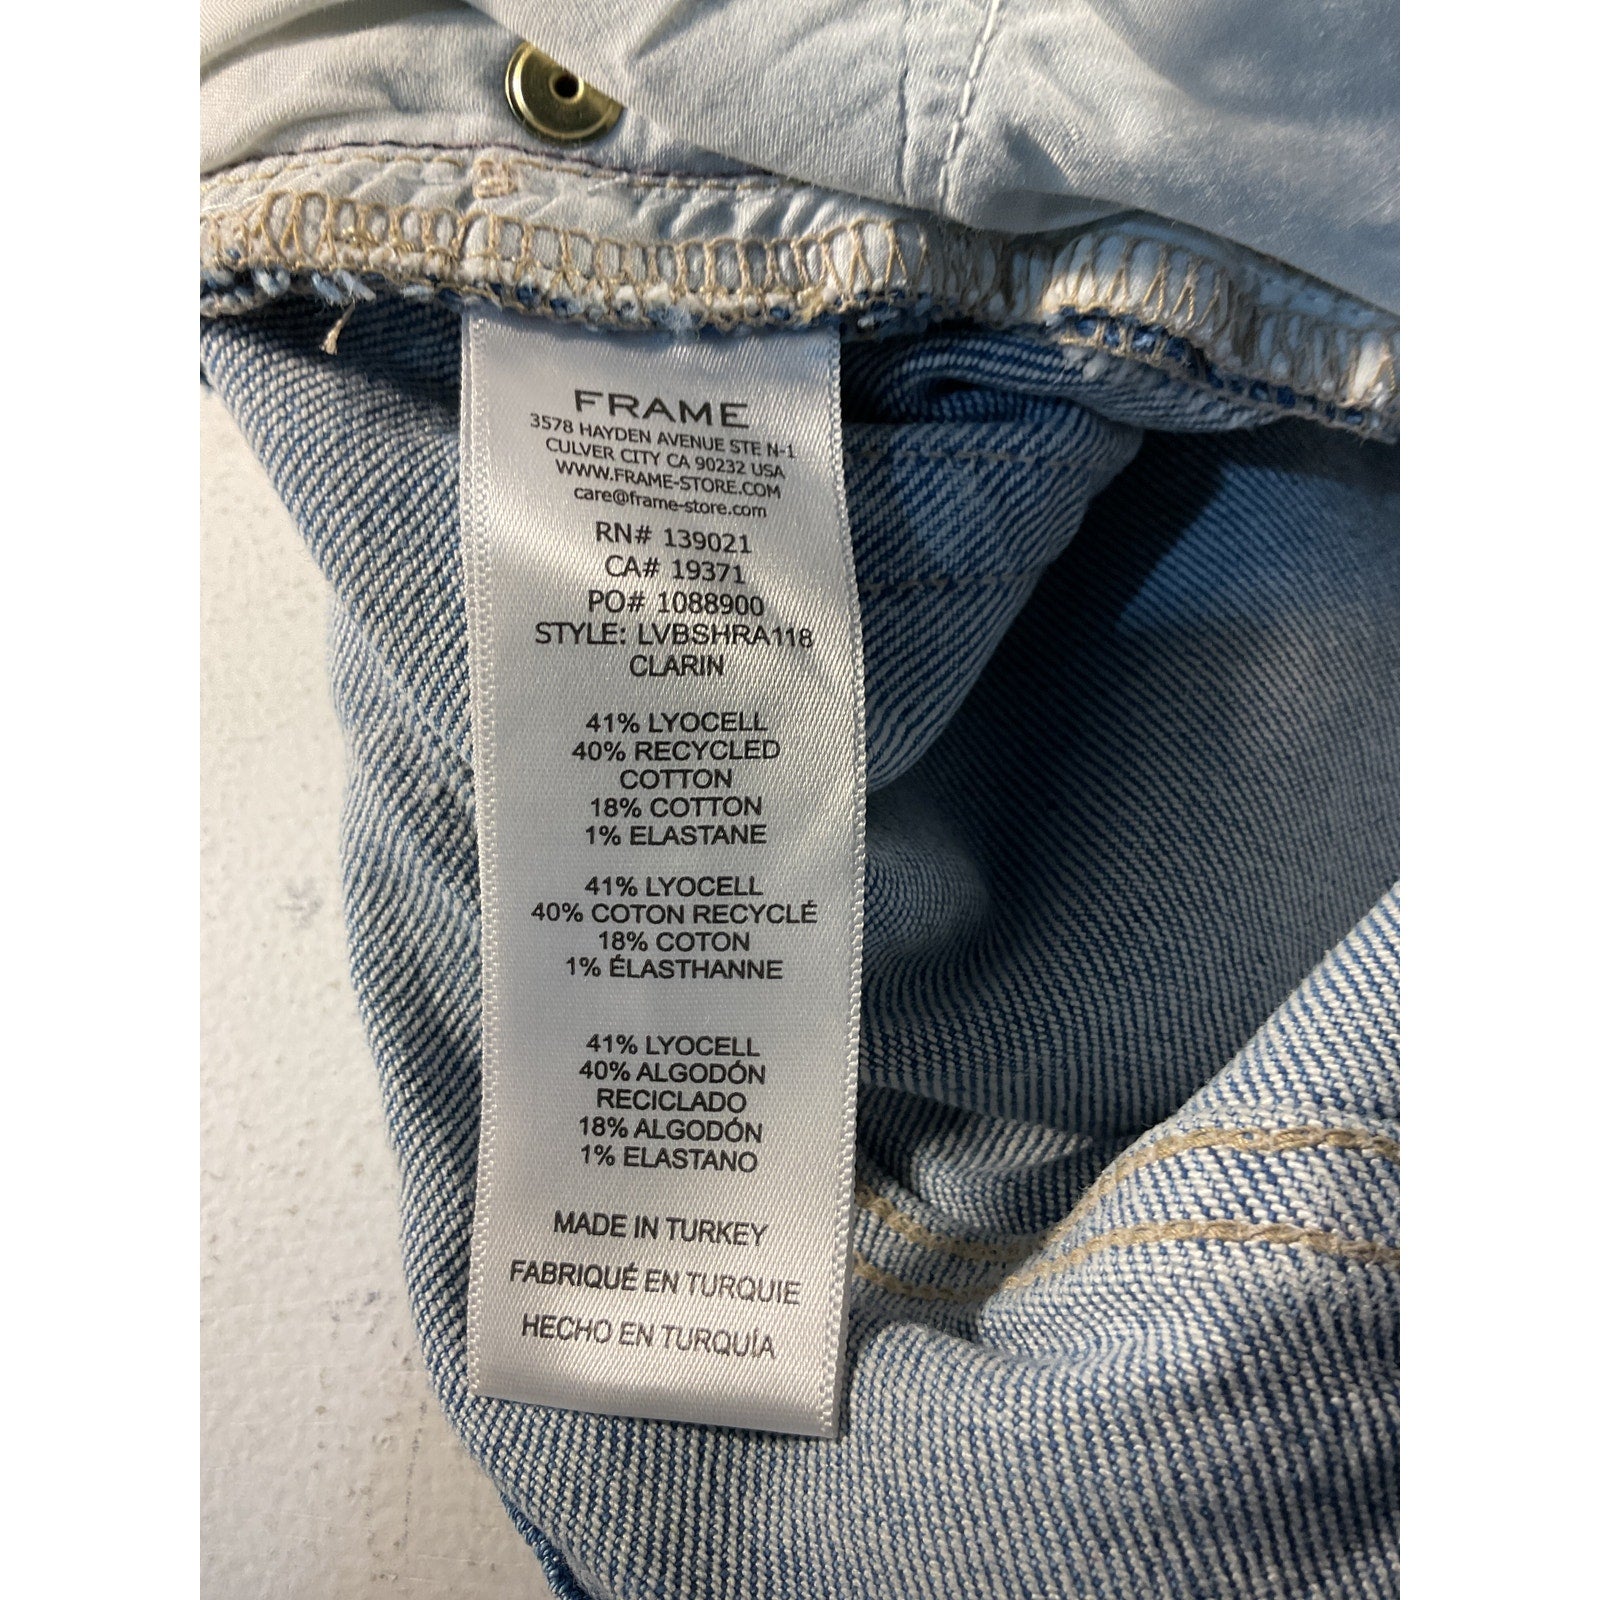 FRAME
3578 HAYDEN AVENUE STE N-1
CULVER CITY CA 90232 USA
WWW.FRAME-STORE.COM
care@frame-store.com
RN# 139021
CA# 19371
PO# 1088900
STYLE: LVBSHRA118
CLARIN
41% LYOCELL
40% RECYCLED
COTTON
18% COTTON
1% ELASTANE
41% LYOCELL
40% COTON RECYCLÉ
18% COTON
1% ÉLASTHANNE
41% LYOCELL
40% ALGODÓN
RECICLADO
18% ALGODÓN
1% ELASTANO
MADE IN TURKEY
FABRIQUÉ EN TURQUIE
HECHO EN TURQUÍA